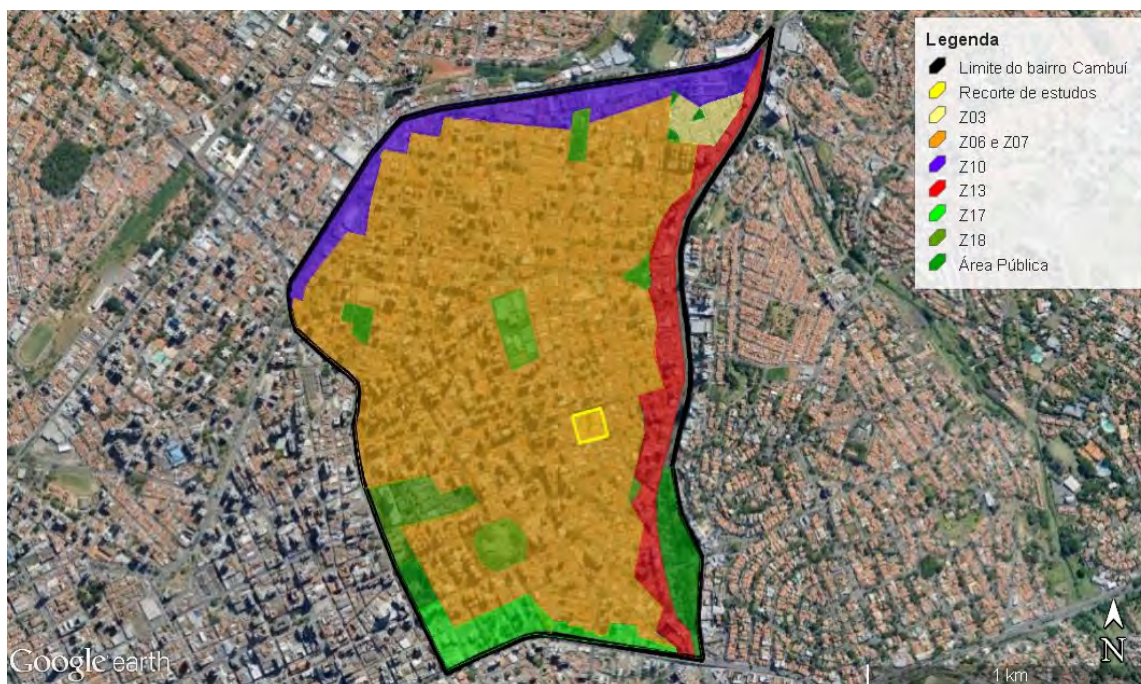 Legenda
Limite do bairro Cambuí
Recorte de estudos
Z03
Z06 e Z07
Z10
Z13
Z17
Z18
Área Pública
N
Google earth
1 km